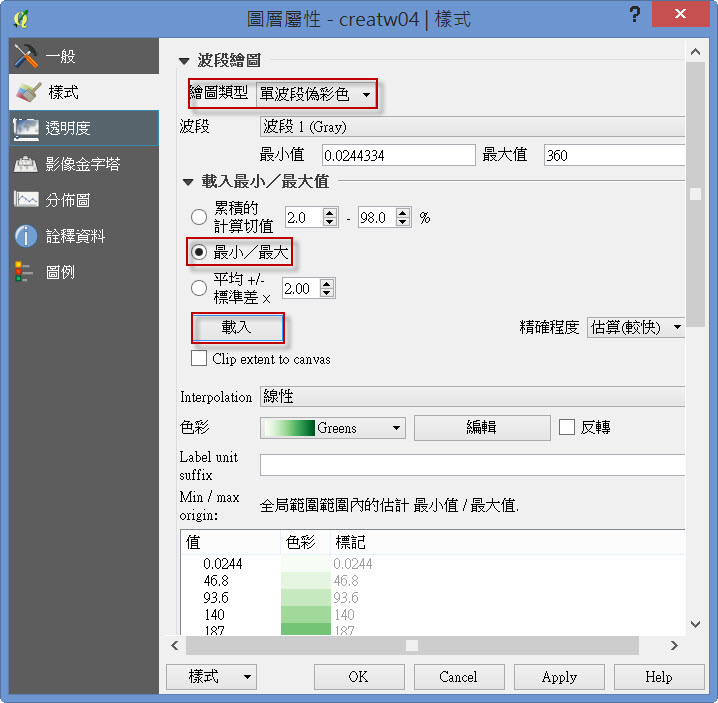 圖層屬性 - creatw04 | 樣式
?
一般
樣式
透明度
影像金字塔
分佈圖
詮釋資料
圖例
波段繪圖
繪圖類型 單波段偽彩色
波段 波段 1 (Gray)
最小值 0.0244334 最大值 360
載入最小／最大值
累積的
計算切值 2.0 - 98.0 %
最小／最大
平均 +/-
標準差 x 2.00
載入 精確程度 估算(較快)
Clip extent to canvas
Interpolation 線性
色彩 Greens 編輯 反轉
Label unit
suffix
Min / max
origin: 全局範圍範圍內的估計 最小值 / 最大值.
值 色彩 標記
0.0244 0.0244
46.8 46.8
93.6 93.6
140 140
187 187
樣式 OK Cancel Apply Help